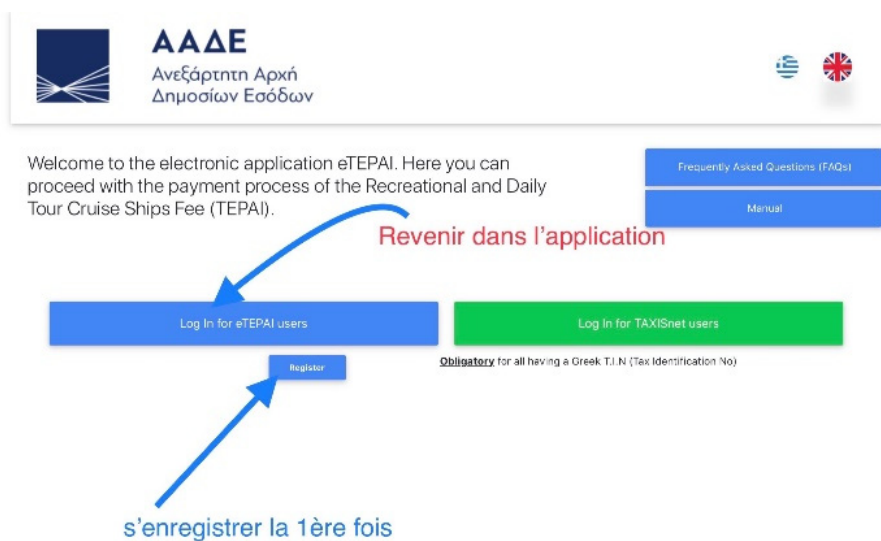 ΑΑΔΕ
Ανεξάρτητη Αρχή
Δημοσίων Εσόδων
Welcome to the electronic application eTEPAI. Here you can
proceed with the payment process of the Recreational and Daily
Tour Cruise Ships Fee (TEPAI).
Frequently Asked Questions (FAQs)
Manual
Revenir dans l'application
Log In for eTEPAI users
Log In for TAXISnet users
Register
Obligatory for all having a Greek T.I.N (Tax Identification No)
s'enregistrer la 1ère fois